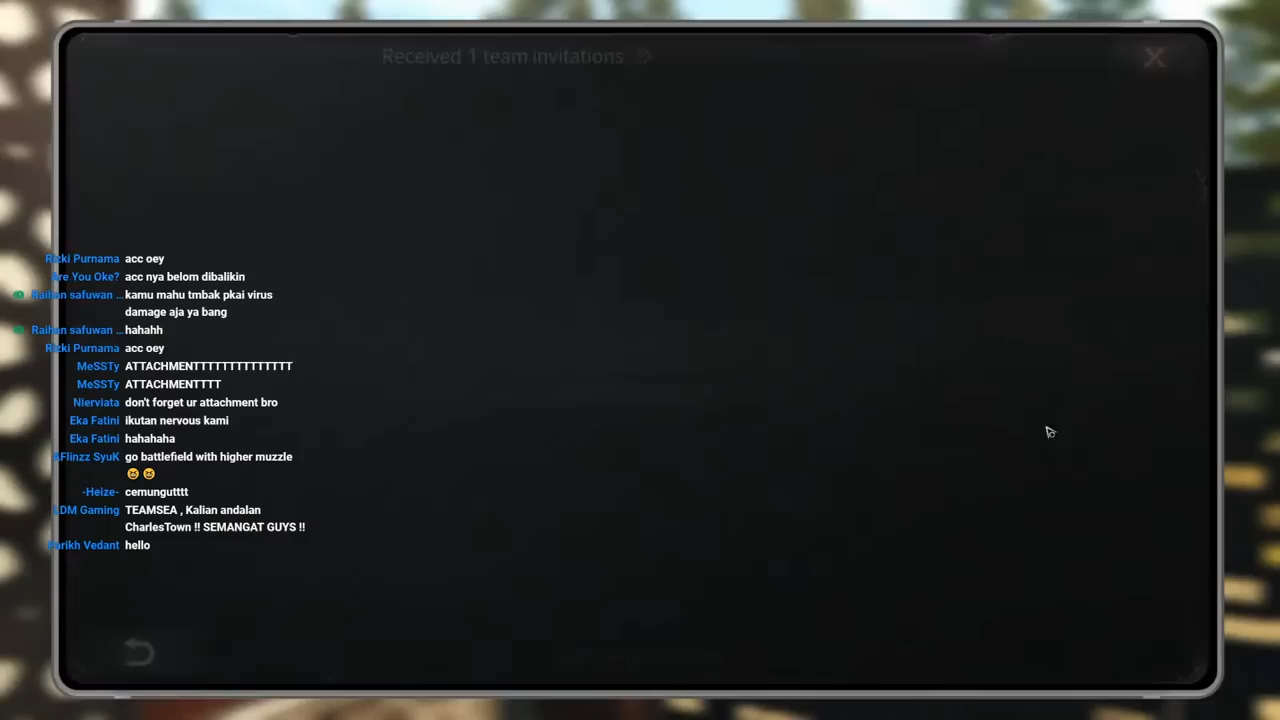 Received 1 team invitations
Rizki Purnama acc oey
Are You Oke? acc nya belom dibalikin
Raihan safuwan ... kamu mahu tmbak pkai virus
damage aja ya bang
Raihan safuwan ... hahahh
Rizki Purnama acc oey
MeSSTy ATTACHMENTTTTTTTTTTTTTT
MeSSTy ATTACHMENTTTT
Nierviata don't forget ur attachment bro
Eka Fatini ikutan nervous kami
Eka Fatini hahahaha
AFlinzz SyuK go battlefield with higher muzzle
😆 😆
-Heize- cemungutttt
LDM Gaming TEAMSEA , Kalian andalan
CharlesTown !! SEMANGAT GUYS !!
Parikh Vedant hello